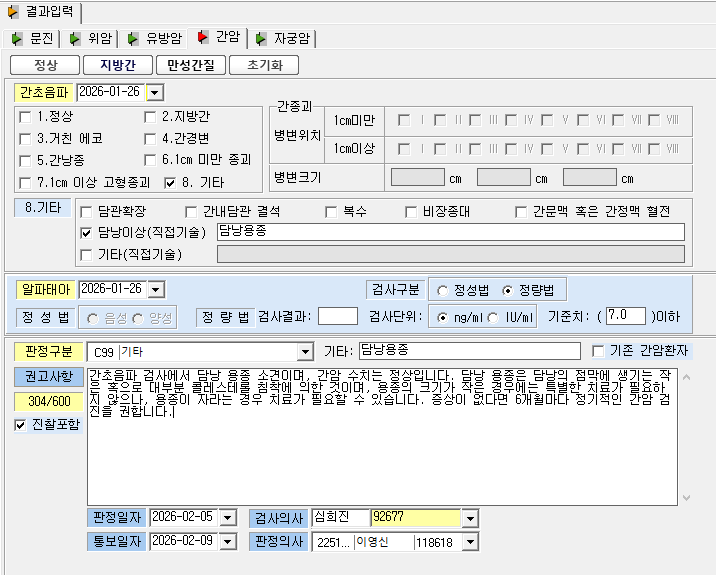 결과입력
문진 위암 유방암 간암 자궁암
정상 지방간 만성간질 초기화
간초음파 2026-01-26
1.정상 2.지방간
3.거친 에코 4.간경변
5.간낭종 6.1cm 미만 종괴
7.1cm 이상 고형종괴 8. 기타
간종괴
병변위치 1cm미만 I II III IV V VI VII VIII
1cm이상 I II III IV V VI VII VIII
병변크기 cm cm cm
8.기타 담관확장 간내담관 결석 복수 비장종대 간문맥 혹은 간정맥 혈전
담낭이상(직접기술) 담낭용종
기타(직접기술)
알파태아 2026-01-26 검사구분 정성법 정량법
정 성 법 음성 양성 정 량 법 검사결과: 검사단위: ng/ml IU/ml 기준치: ( 7.0 )이하
판정구분 C99 기타 기타: 담낭용종 기존 간암환자
권고사항
304/600
진찰포함
간초음파 검사에서 담낭 용종 소견이며, 간암 수치는 정상입니다. 담낭 용종은 담낭의 점막에 생기는 작
은 혹으로 대부분 콜레스테롤 침착에 의한 것이며, 용종의 크기가 작은 경우에는 특별한 치료가 필요하
지 않으나, 용종이 자라는 경우 치료가 필요할 수 있습니다. 증상이 없다면 6개월마다 정기적인 간암 검
진을 권합니다.
판정일자 2026-02-05 검사의사 심희진 92677
통보일자 2026-02-09 판정의사 2251... 이영신 118618